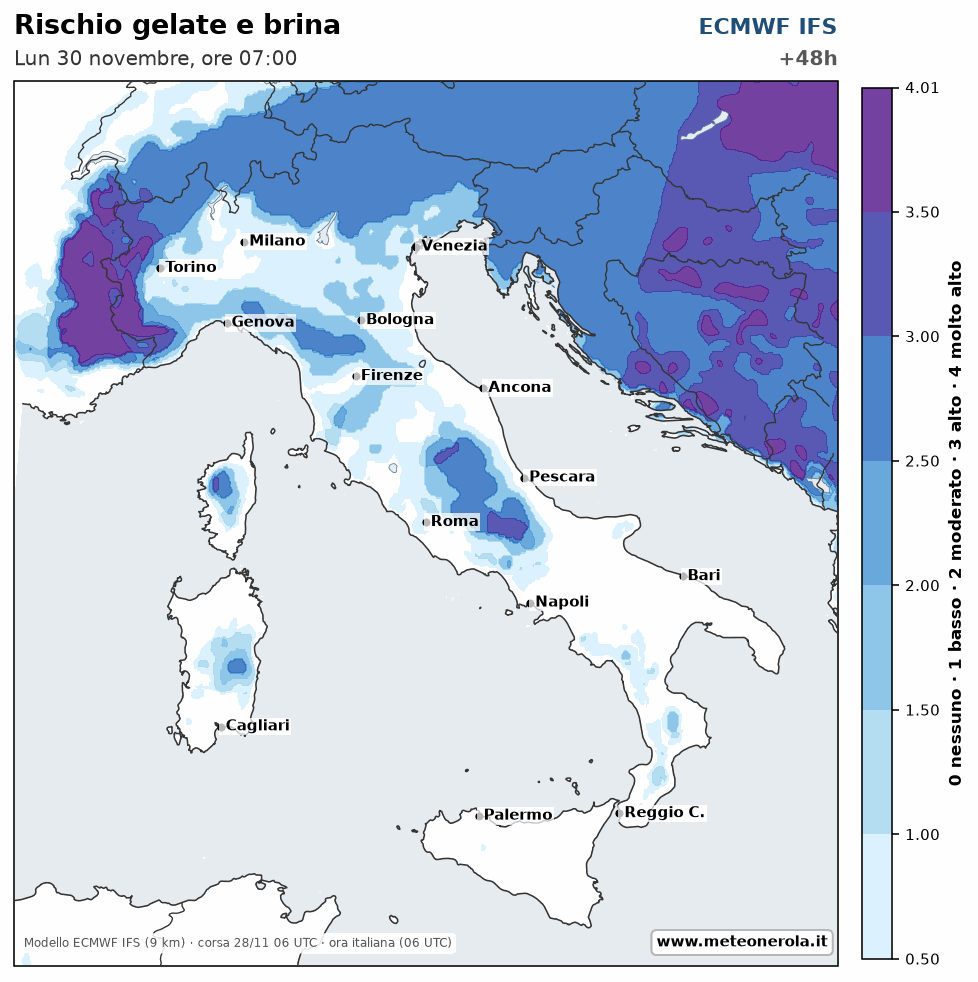 Rischio gelate e brina
ECMWF IFS
Lun 30 novembre, ore 07:00
+48h
4.01
3.50
3.00
2.50
2.00
1.50
1.00
0.50
0 nessuno · 1 basso · 2 moderato · 3 alto · 4 molto alto
Milano
Venezia
Torino
Genova
Bologna
Firenze
Ancona
Pescara
Roma
Bari
Napoli
Cagliari
Palermo
Reggio C.
Modello ECMWF IFS (9 km) · corsa 28/11 06 UTC · ora italiana (06 UTC)
www.meteonerola.it